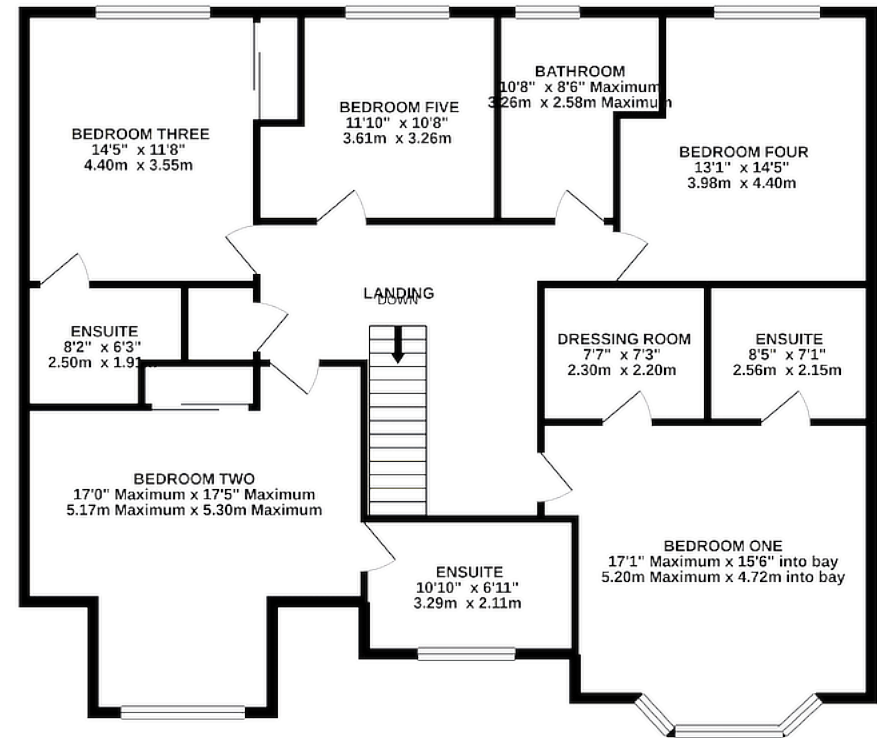 BATHROOM
10'8" x 8'6" Maximum
3.26m x 2.58m Maximum
BEDROOM FIVE
11'10" x 10'8"
3.61m x 3.26m
BEDROOM THREE
14'5" x 11'8"
4.40m x 3.55m
BEDROOM FOUR
13'1" x 14'5"
3.98m x 4.40m
LANDING
DOWN
ENSUITE
8'2" x 6'3"
2.50m x 1.91m
DRESSING ROOM
7'7" x 7'3"
2.30m x 2.20m
ENSUITE
8'5" x 7'1"
2.56m x 2.15m
BEDROOM TWO
17'0" Maximum x 17'5" Maximum
5.17m Maximum x 5.30m Maximum
BEDROOM ONE
17'1" Maximum x 15'6" into bay
5.20m Maximum x 4.72m into bay
ENSUITE
10'10" x 6'11"
3.29m x 2.11m